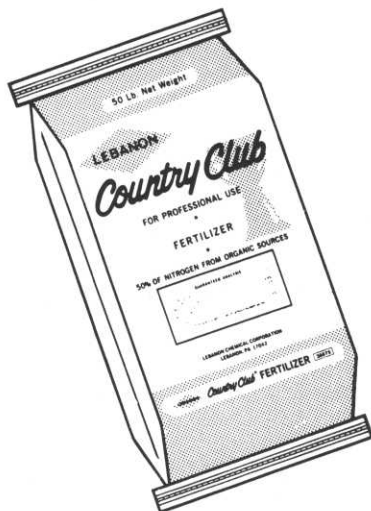 50 Lb. Net Weight
LEBANON
Country Club
FOR PROFESSIONAL USE
FERTILIZER
50% OF NITROGEN FROM ORGANIC SOURCES
LEBANON CHEMICAL CORPORATION
LEBANON PA 17042
LEBANON Country Club FERTILIZER